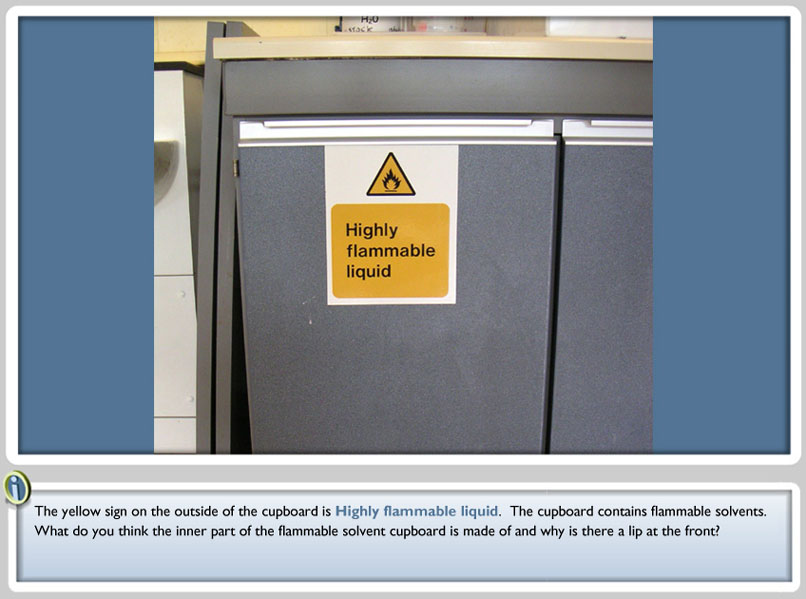 H₂O
Highly
flammable
liquid
The yellow sign on the outside of the cupboard is Highly flammable liquid. The cupboard contains flammable solvents.
What do you think the inner part of the flammable solvent cupboard is made of and why is there a lip at the front?